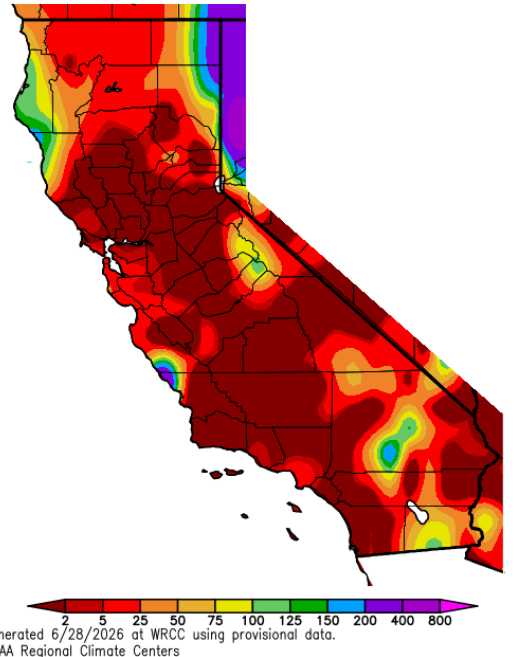 2 5 25 50 75 100 125 150 200 400 800
nerated 6/28/2026 at WRCC using provisional data.
AA Regional Climate Centers